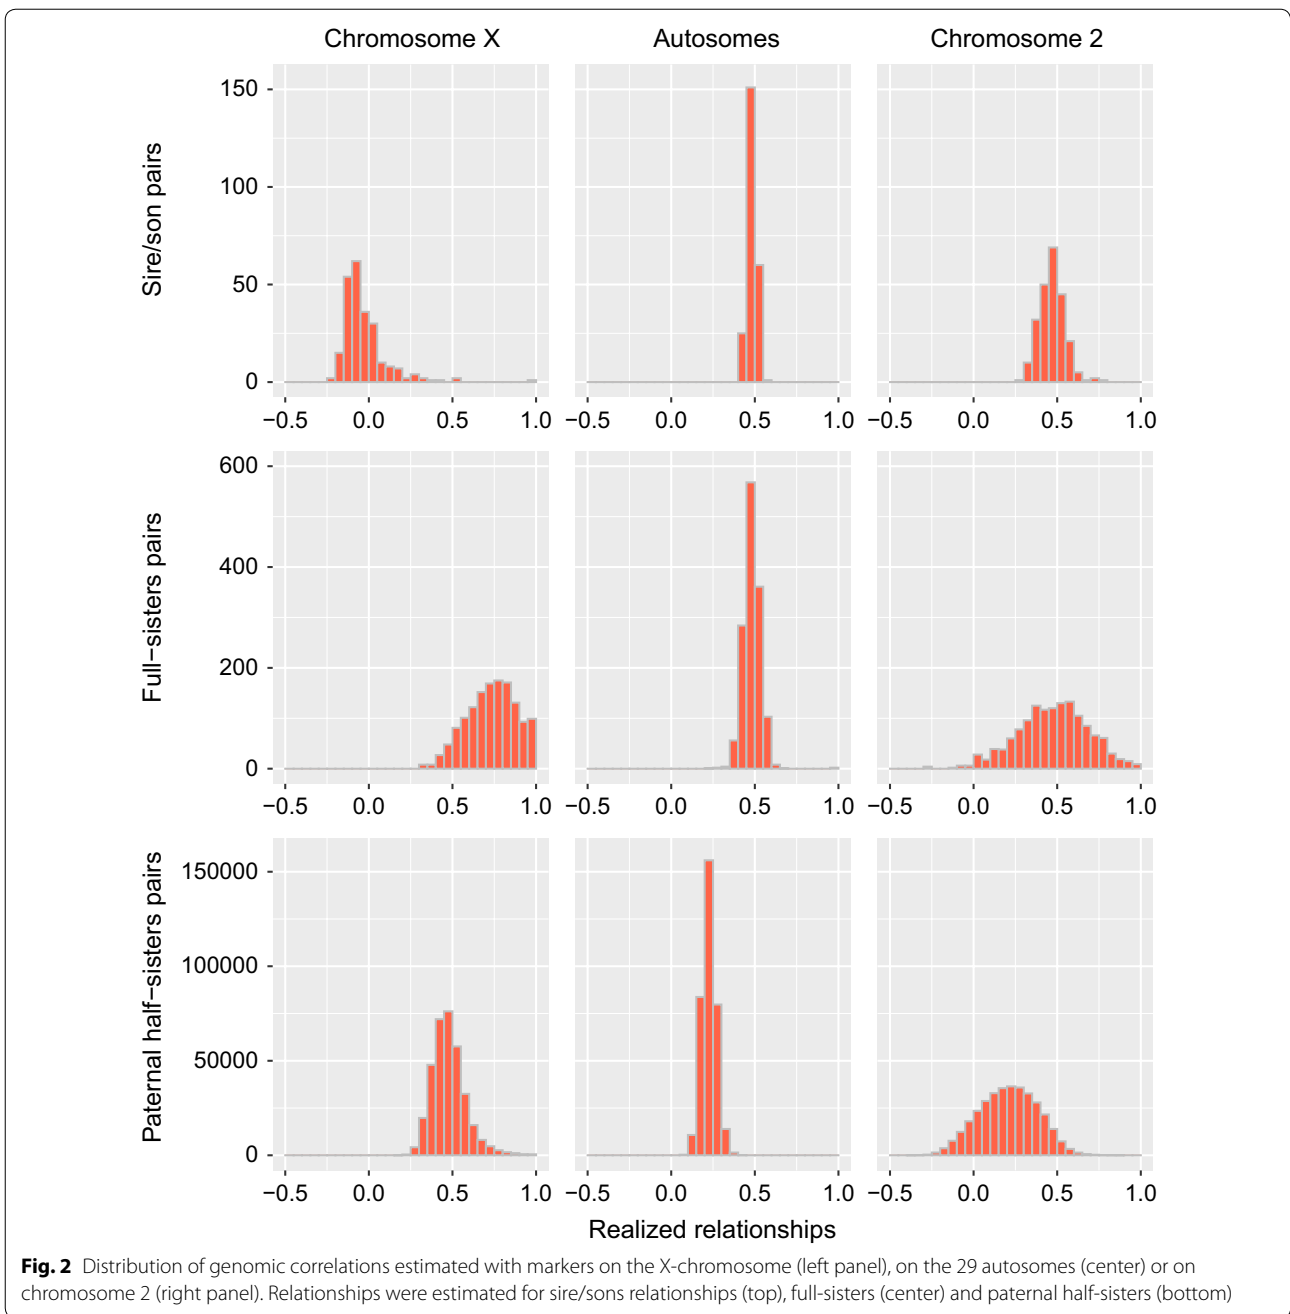 Chromosome X Autosomes Chromosome 2
Sire/son pairs
150
100
50
0
−0.5 0.0 0.5 1.0 −0.5 0.0 0.5 1.0 −0.5 0.0 0.5 1.0
Full−sisters pairs
600
400
200
0
−0.5 0.0 0.5 1.0 −0.5 0.0 0.5 1.0 −0.5 0.0 0.5 1.0
Paternal half−sisters pairs
150000
100000
50000
0
−0.5 0.0 0.5 1.0 −0.5 0.0 0.5 1.0 −0.5 0.0 0.5 1.0
Realized relationships
Fig. 2 Distribution of genomic correlations estimated with markers on the X-chromosome (left panel), on the 29 autosomes (center) or on
chromosome 2 (right panel). Relationships were estimated for sire/sons relationships (top), full-sisters (center) and paternal half-sisters (bottom)